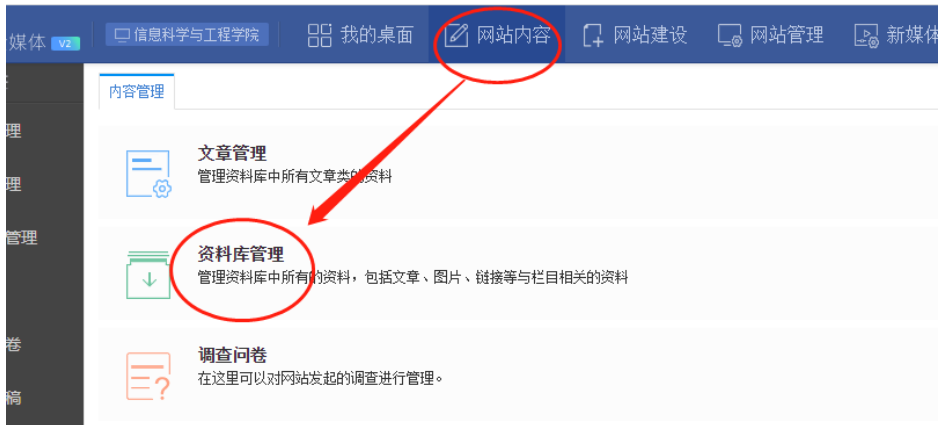 媒体 V2 信息科学与工程学院 我的桌面 网站内容 网站建设 网站管理 新媒体
内容管理
理
文章管理
管理资料库中所有文章类的资料
理
管理
资料库管理
管理资料库中所有的资料，包括文章、图片、链接等与栏目相关的资料
卷
调查问卷
在这里可以对网站发起的调查进行管理。
稿